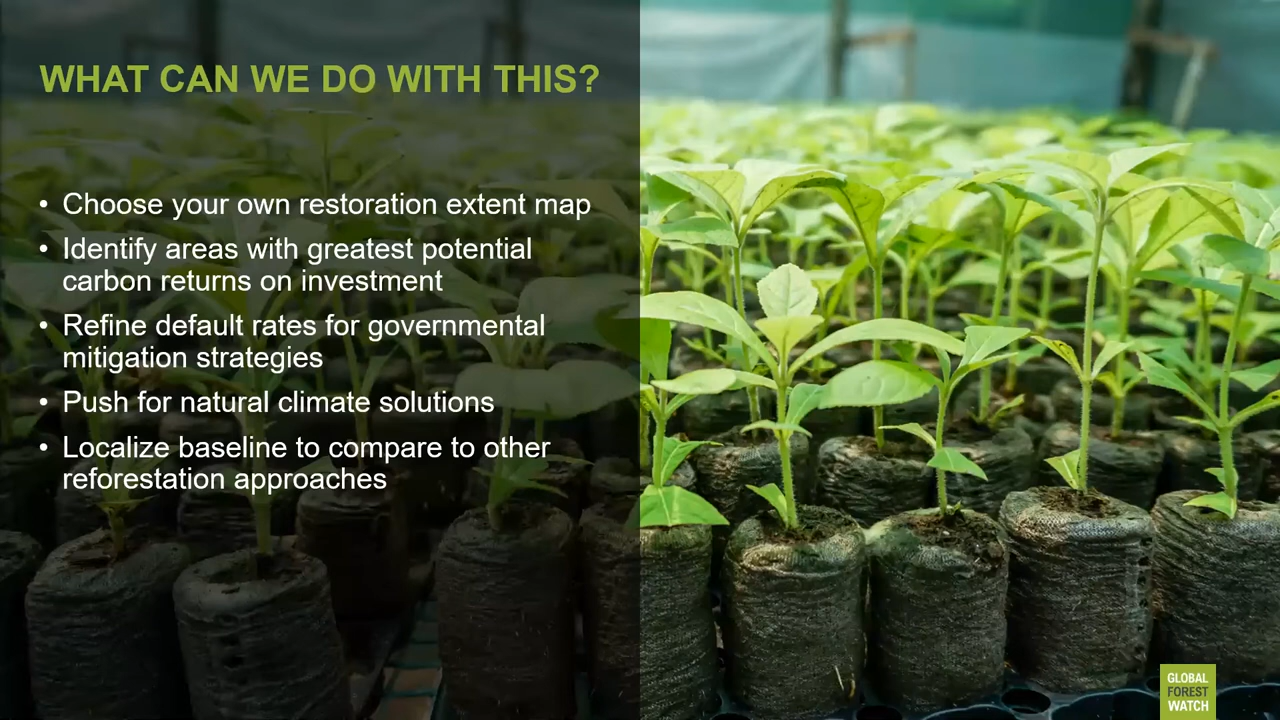 WHAT CAN WE DO WITH THIS?
• Choose your own restoration extent map
• Identify areas with greatest potential
carbon returns on investment
• Refine default rates for governmental
mitigation strategies
• Push for natural climate solutions
• Localize baseline to compare to other
reforestation approaches
GLOBAL
FOREST
WATCH